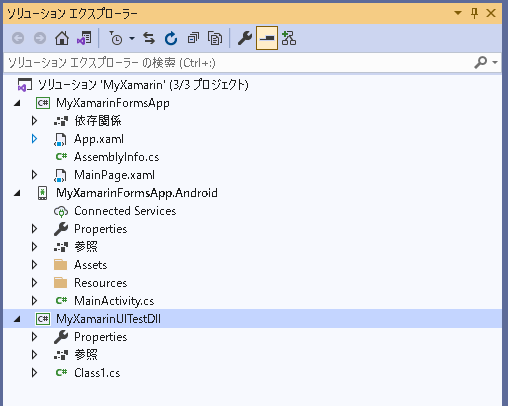 ソリューション エクスプローラー
ソリューション エクスプローラー の検索 (Ctrl+:)
ソリューション 'MyXamarin' (3/3 プロジェクト)
MyXamarinFormsApp
依存関係
App.xaml
AssemblyInfo.cs
MainPage.xaml
MyXamarinFormsApp.Android
Connected Services
Properties
参照
Assets
Resources
MainActivity.cs
MyXamarinUITestDll
Properties
参照
Class1.cs